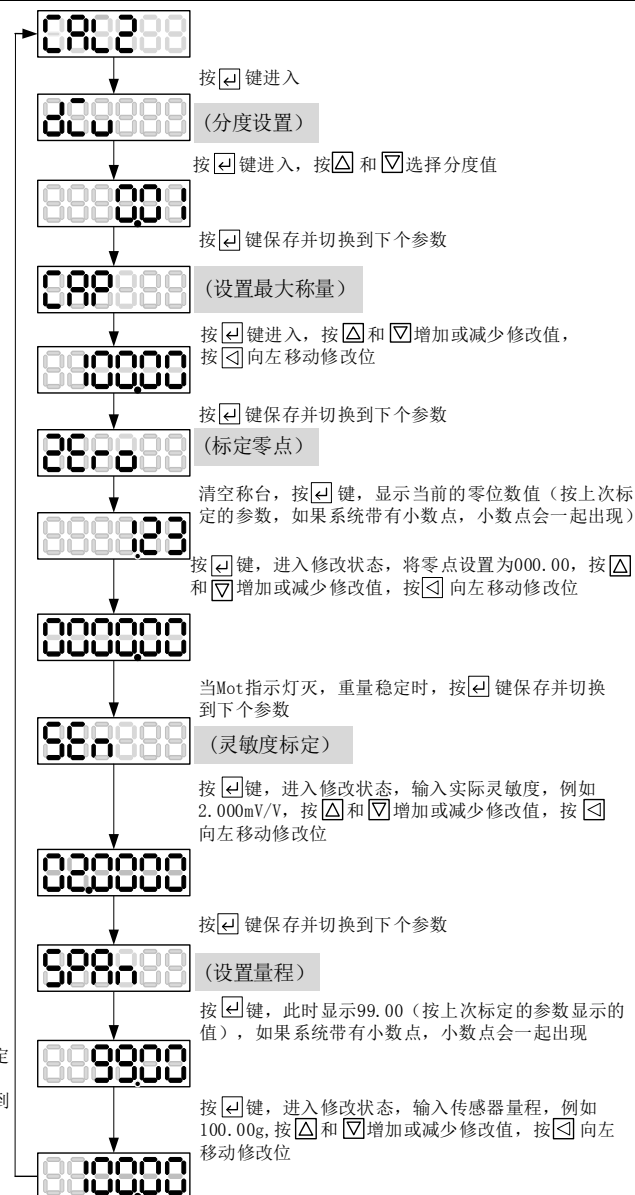 CAL2
按键进入
dCu
(分度设置)
按键进入，按 和 选择分度值
0.01
按键保存并切换到下个参数
CAP
(设置最大称量)
按键进入，按 和 增加或减少修改值，
按 向左移动修改位
100.00
按键保存并切换到下个参数
2Ero
(标定零点)
清空称台，按键，显示当前的零位数值（按上次标
定的参数，如果系统带有小数点，小数点会一起出现）
1.23
按键，进入修改状态，将零点设置为000.00，按
和 增加或减少修改值，按 向左移动修改位
0000.00
当Mot指示灯灭，重量稳定时，按键保存并切换
到下个参数
SEn
(灵敏度标定)
按键，进入修改状态，输入实际灵敏度，例如
2.000mV/V，按 和 增加或减少修改值，按
向左移动修改位
02.0000
按键保存并切换到下个参数
SPAn
(设置量程)
按键，此时显示99.00（按上次标定的参数显示的
值），如果系统带有小数点，小数点会一起出现
定
99.00
到
按键，进入修改状态，输入传感器量程，例如
100.00g,按 和 增加或减少修改值，按 向左
移动修改位
100.00